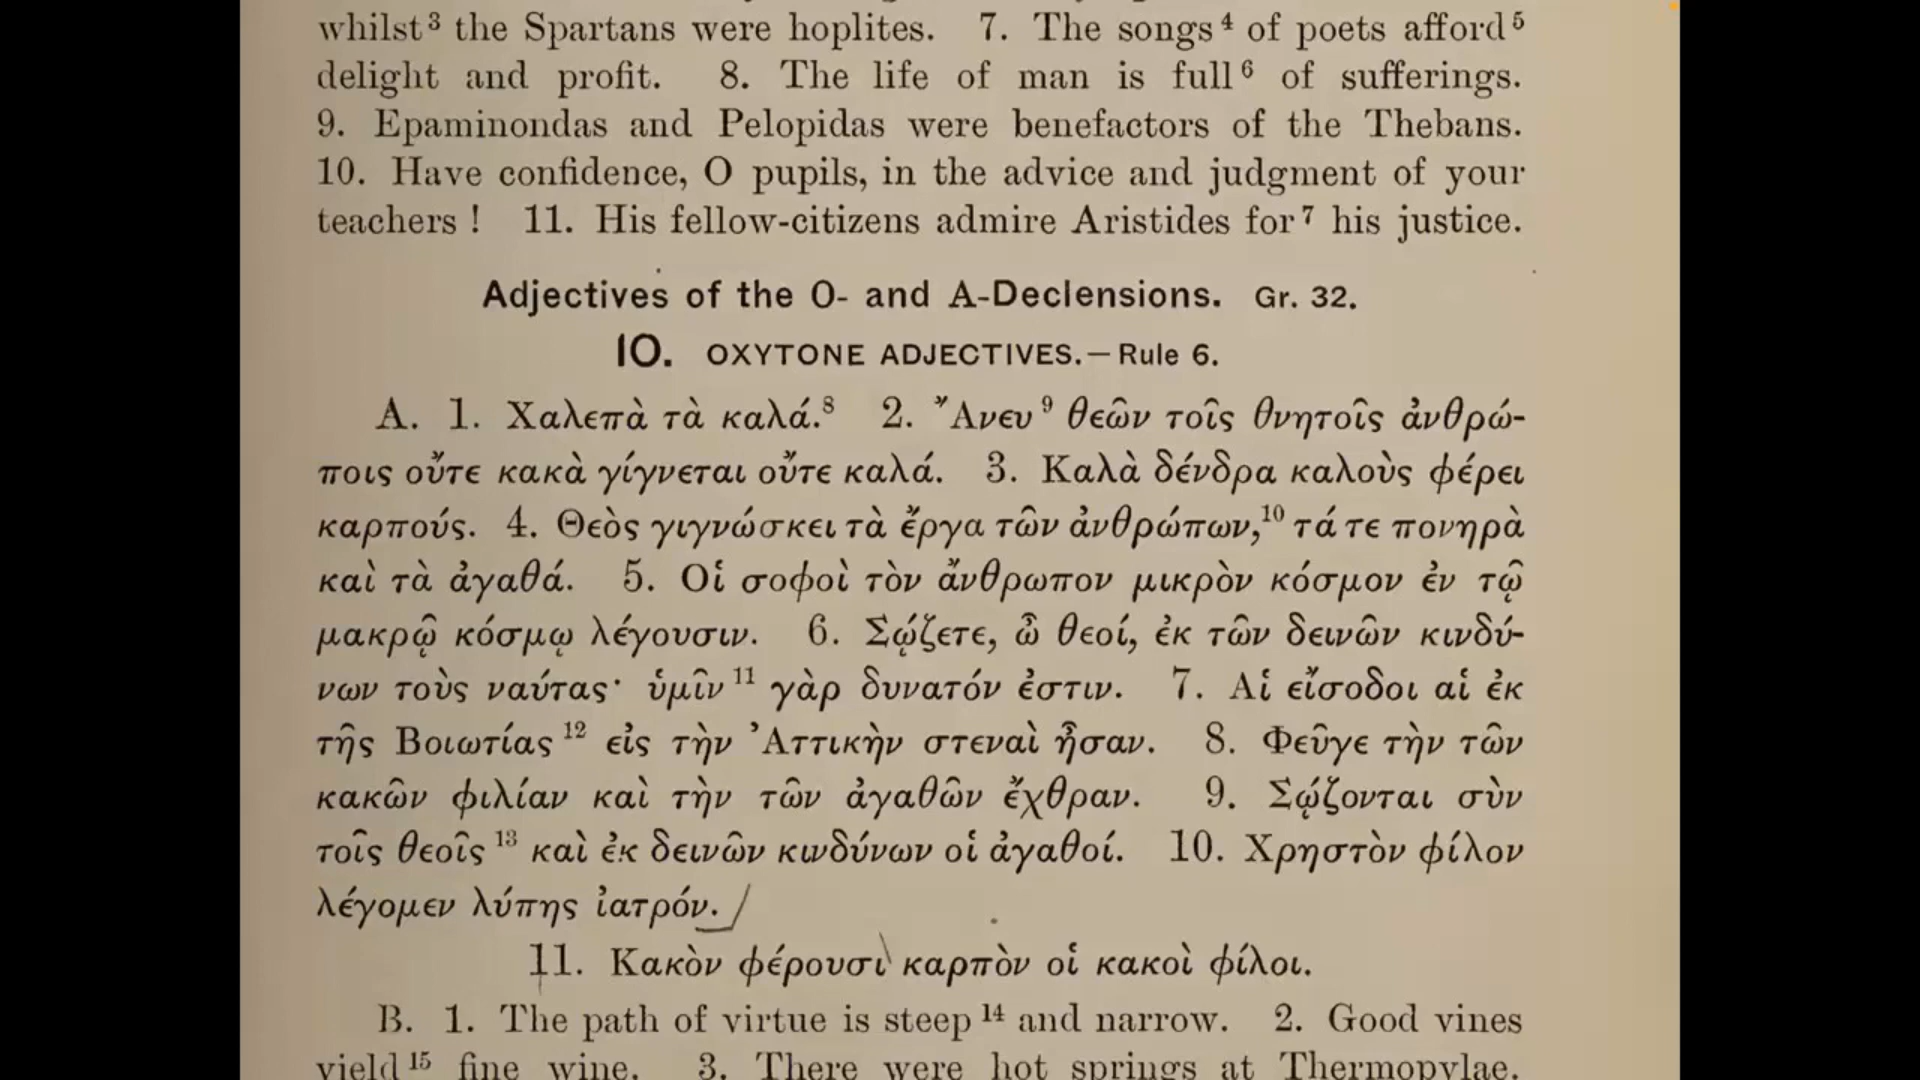 whilst³ the Spartans were hoplites. 7. The songs⁴ of poets afford⁵
delight and profit. 8. The life of man is full⁶ of sufferings.
9. Epaminondas and Pelopidas were benefactors of the Thebans.
10. Have confidence, O pupils, in the advice and judgment of your
teachers! 11. His fellow-citizens admire Aristides for⁷ his justice.
Adjectives of the O- and A-Declensions. Gr. 32.
10. OXYTONE ADJECTIVES.—Rule 6.
A. 1. Χαλεπὰ τὰ καλά.⁸ 2. Ἄνευ⁹ θεῶν τοῖς θνητοῖς ἀνθρώ-
ποις οὔτε κακὰ γίγνεται οὔτε καλά. 3. Καλὰ δένδρα καλοὺς φέρει
καρπούς. 4. Θεὸς γιγνώσκει τὰ ἔργα τῶν ἀνθρώπων,¹⁰ τά τε πονηρὰ
καὶ τὰ ἀγαθά. 5. Οἱ σοφοὶ τὸν ἄνθρωπον μικρὸν κόσμον ἐν τῷ
μακρῷ κόσμῳ λέγουσιν. 6. Σῴζετε, ὦ θεοί, ἐκ τῶν δεινῶν κινδύ-
νων τοὺς ναύτας· ὑμῖν¹¹ γὰρ δυνατόν ἐστιν. 7. Αἱ εἴσοδοι αἱ ἐκ
τῆς Βοιωτίας¹² εἰς τὴν Ἀττικὴν στεναὶ ἦσαν. 8. Φεῦγε τὴν τῶν
κακῶν φιλίαν καὶ τὴν τῶν ἀγαθῶν ἔχθραν. 9. Σῴζονται σὺν
τοῖς θεοῖς¹³ καὶ ἐκ δεινῶν κινδύνων οἱ ἀγαθοί. 10. Χρηστὸν φίλον
λέγομεν λύπης ἰατρόν.
11. Κακὸν φέρουσι καρπὸν οἱ κακοὶ φίλοι.
B. 1. The path of virtue is steep¹⁴ and narrow. 2. Good vines
yield¹⁵ fine wine. 3. There were hot springs at Thermopylae.